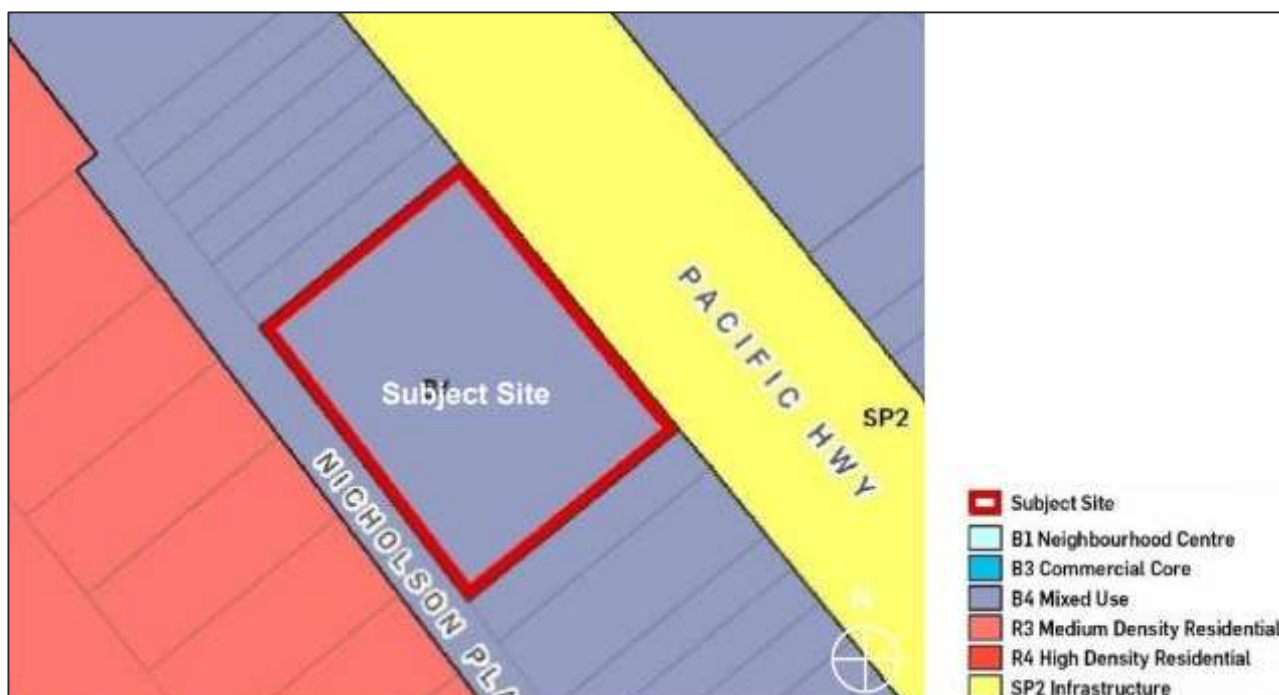 PACIFIC HWY
SP2
Subject Site
NICHOLSON PLA
N
Subject Site
B1 Neighbourhood Centre
B3 Commercial Core
B4 Mixed Use
R3 Medium Density Residential
R4 High Density Residential
SP2 Infrastructure